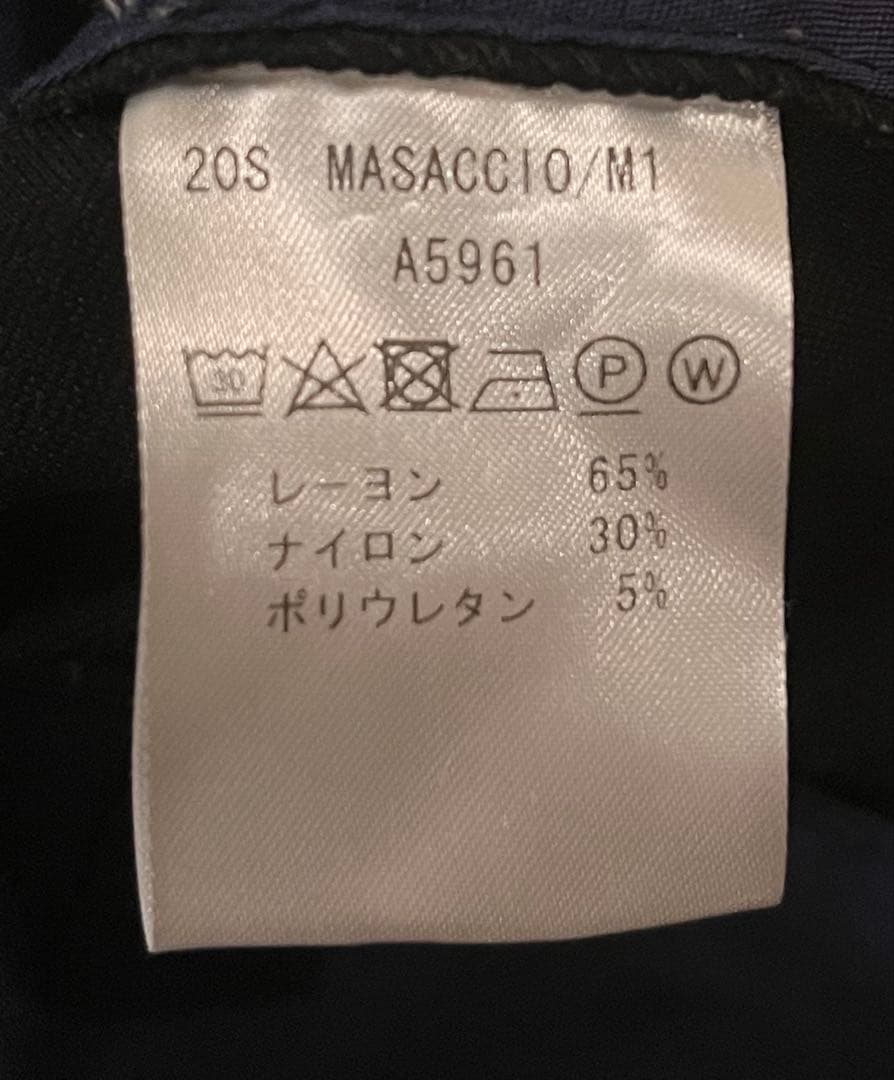 20S MASACCIO/M1
A5961
30 P W
レーヨン 65%
ナイロン 30%
ポリウレタン 5%